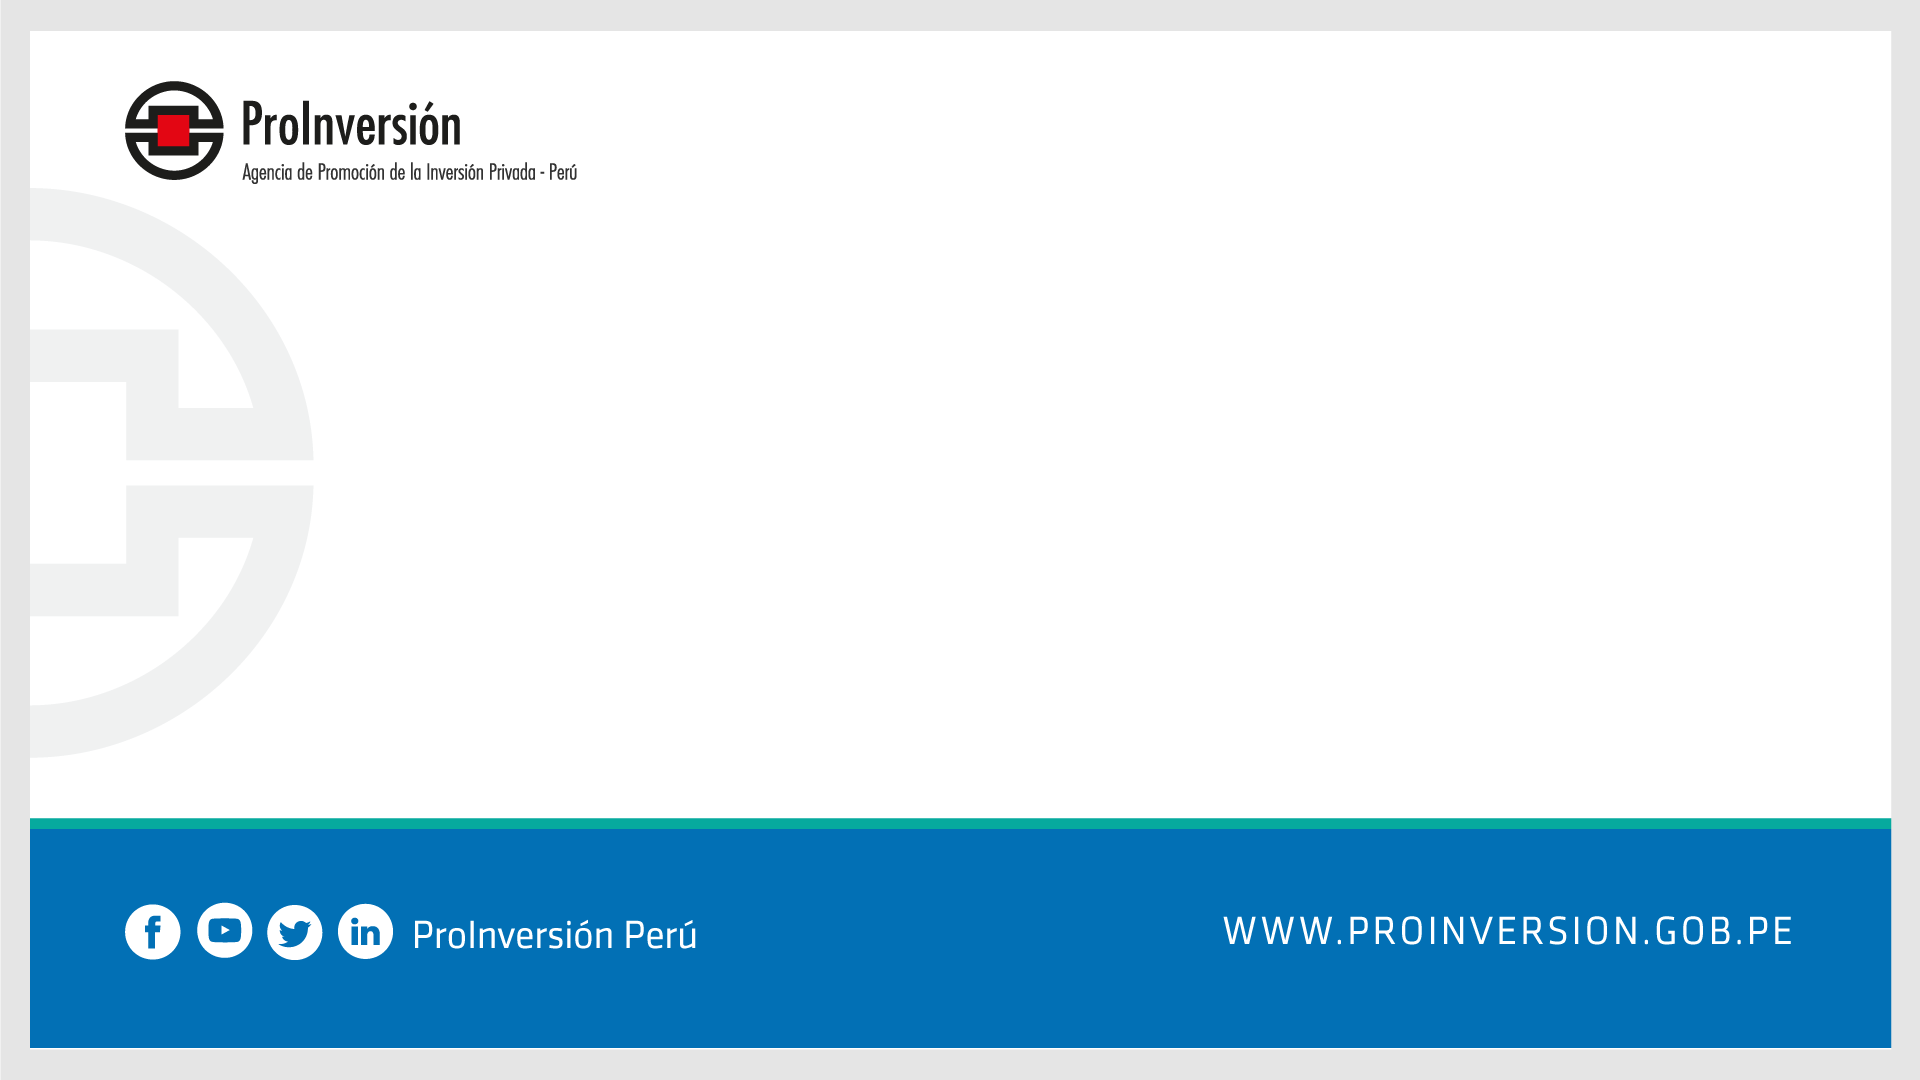 ProInversión
Agencia de Promoción de la Inversión Privada - Perú
ProInversión Perú
WWW.PROINVERSION.GOB.PE